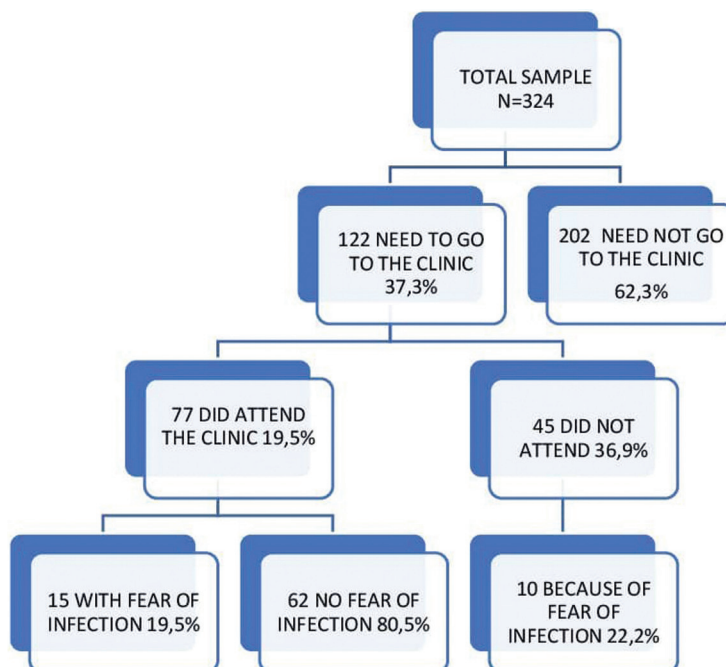 TOTAL SAMPLE
N=324
122 NEED TO GO
TO THE CLINIC
37,3%
202 NEED NOT GO
TO THE CLINIC
62,3%
77 DID ATTEND
THE CLINIC 19,5%
45 DID NOT
ATTEND 36,9%
15 WITH FEAR OF
INFECTION 19,5%
62 NO FEAR OF
INFECTION 80,5%
10 BECAUSE OF
FEAR OF
INFECTION 22,2%